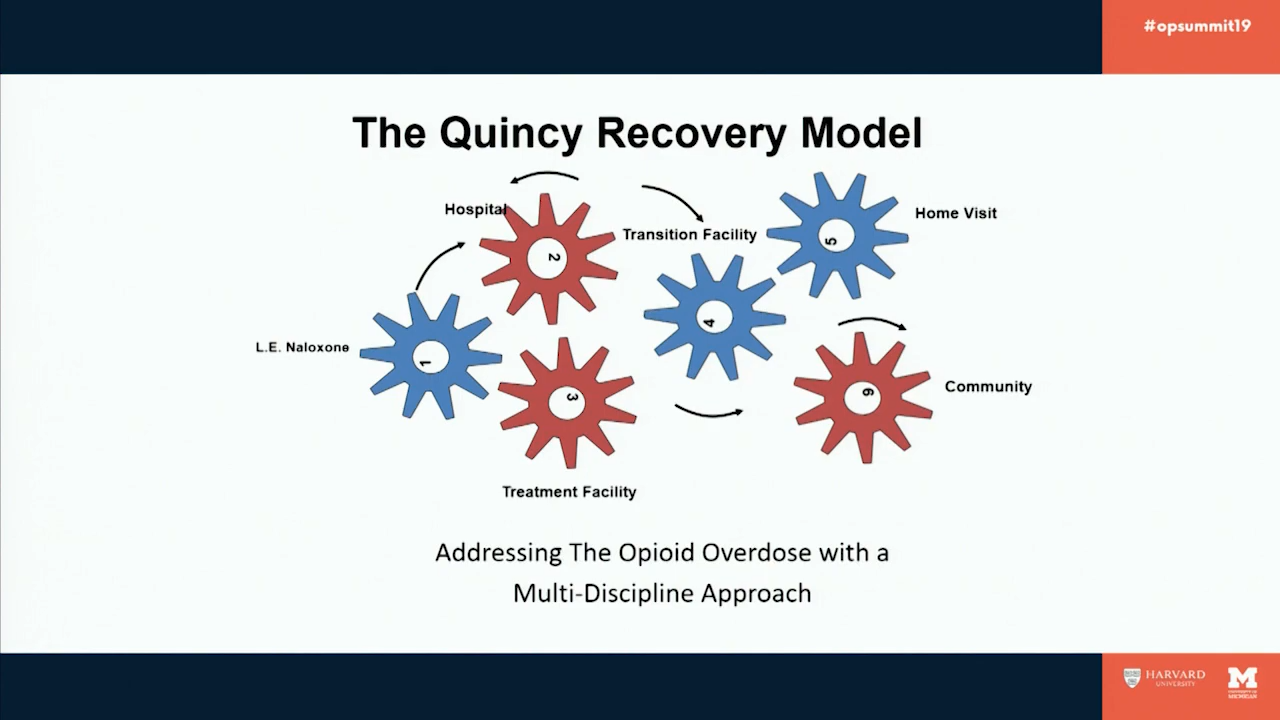 #opsummit19
The Quincy Recovery Model
Hospital
Transition Facility
Home Visit
L.E. Naloxone
Community
Treatment Facility
1
2
3
4
5
6
Addressing The Opioid Overdose with a
Multi-Discipline Approach
HARVARD
UNIVERSITY
M
MICHIGAN